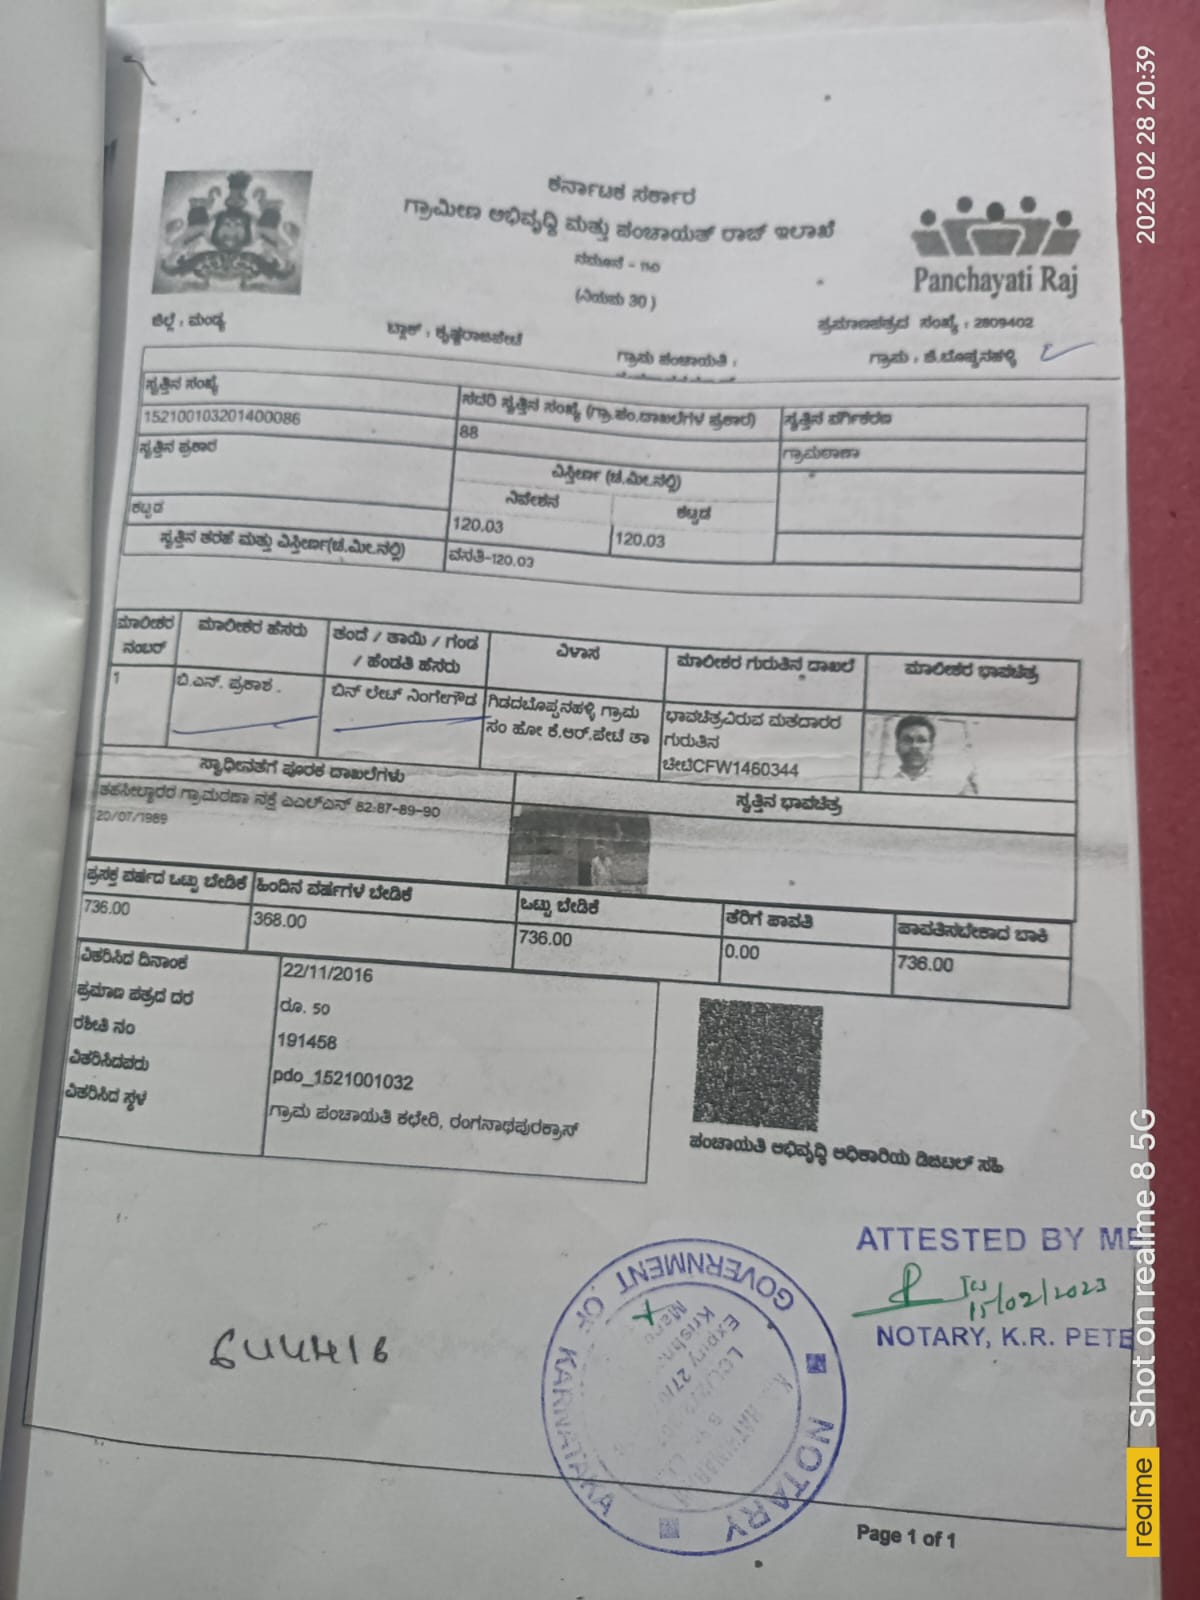 ಕರ್ನಾಟಕ ಸರ್ಕಾರ
ಗ್ರಾಮೀಣ ಅಭಿವೃದ್ಧಿ ಮತ್ತು ಪಂಚಾಯತ್ ರಾಜ್ ಇಲಾಖೆ
ನಮೂನೆ - ೧೧೧
(ನಿಯಮ 30 )
Panchayati Raj
ಜಿಲ್ಲೆ : ಮಂಡ್ಯ
ಬ್ಲಾಕ್ : ಕೃಷ್ಣರಾಜಪೇಟೆ
ಗ್ರಾಮ ಪಂಚಾಯತಿ :
ಪ್ರಮಾಣಪತ್ರದ ಸಂಖ್ಯೆ : 2809402
ಗ್ರಾಮ : ಜಿ.ಬೊಪ್ಪನಹಳ್ಳಿ
ಸ್ವತ್ತಿನ ಸಂಖ್ಯೆ
ಸದರಿ ಸ್ವತ್ತಿನ ಸಂಖ್ಯೆ (ಗ್ರಾ.ಪಂ.ದಾಖಲೆಗಳ ಪ್ರಕಾರ)
ಸ್ವತ್ತಿನ ವರ್ಗೀಕರಣ
152100103201400086
88
ಗ್ರಾಮಠಾಣಾ
ಸ್ವತ್ತಿನ ಪ್ರಕಾರ
ವಿಸ್ತೀರ್ಣ (ಚ.ಮೀ.ನಲ್ಲಿ)
ನಿವೇಶನ
ಕಟ್ಟಡ
ಕಟ್ಟಡ
120.03
120.03
ಸ್ವತ್ತಿನ ತರಹೆ ಮತ್ತು ವಿಸ್ತೀರ್ಣ(ಚ.ಮೀ.ನಲ್ಲಿ)
ವಸತಿ-120.03
ಮಾಲೀಕರ ನಂಬರ್
ಮಾಲೀಕರ ಹೆಸರು
ತಂದೆ / ತಾಯಿ / ಗಂಡ / ಹೆಂಡತಿ ಹೆಸರು
ವಿಳಾಸ
ಮಾಲೀಕರ ಗುರುತಿನ ದಾಖಲೆ
ಮಾಲೀಕರ ಭಾವಚಿತ್ರ
1
ಬಿ.ಎನ್. ಪ್ರಕಾಶ .
ಬಿನ್ ಲೇಟ್ ನಿಂಗೇಗೌಡ
ಗಿಡದಬೊಪ್ಪನಹಳ್ಳಿ ಗ್ರಾಮ
ಸಂ ಹೋ ಕೆ.ಆರ್.ಪೇಟೆ ತಾ
ಭಾವಚಿತ್ರವಿರುವ ಮತದಾರರ
ಗುರುತಿನ
ಚೀಟಿCFW1460344
ಸ್ವಾಧೀನತೆಗೆ ಪೂರಕ ದಾಖಲೆಗಳು
ಸ್ವತ್ತಿನ ಭಾವಚಿತ್ರ
ತಹಸೀಲ್ದಾರರ ಗ್ರಾಮಠಾಣಾ ನಕ್ಷೆ ಎಎಲ್ಎನ್ 82:87-89-90
20/07/1989
ಪ್ರಸಕ್ತ ವರ್ಷದ ಒಟ್ಟು ಬೇಡಿಕೆ
ಹಿಂದಿನ ವರ್ಷಗಳ ಬೇಡಿಕೆ
ಒಟ್ಟು ಬೇಡಿಕೆ
ತೆರಿಗೆ ಪಾವತಿ
ಪಾವತಿಸಬೇಕಾದ ಬಾಕಿ
736.00
368.00
736.00
0.00
736.00
ವಿತರಿಸಿದ ದಿನಾಂಕ
22/11/2016
ಪ್ರಮಾಣ ಪತ್ರದ ದರ
ರೂ. 50
ರಶೀತಿ ನಂ
191458
ವಿತರಿಸಿದವರು
pdo_1521001032
ವಿತರಿಸಿದ ಸ್ಥಳ
ಗ್ರಾಮ ಪಂಚಾಯತಿ ಕಛೇರಿ, ರಂಗನಾಥಪುರಕ್ರಾಸ್
ಪಂಚಾಯತಿ ಅಭಿವೃದ್ಧಿ ಅಧಿಕಾರಿಯ ಡಿಜಿಟಲ್ ಸಹಿ
ATTESTED BY ME
15/02/2023
NOTARY, K.R. PETE
GOVERNMENT OF KARNATAKA
NOTARY
Page 1 of 1
2023 02 28 20:39
realme Shot on realme 8 5G